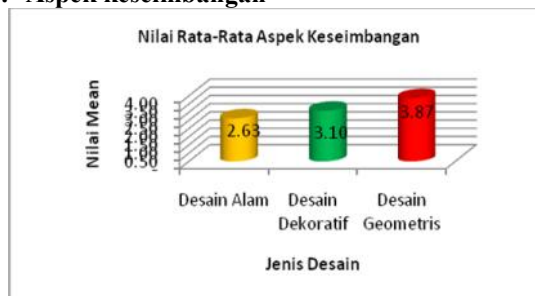 Aspek keseimbangan
Nilai Rata-Rata Aspek Keseimbangan
Nilai Mean
4.00
0.50
2.63
3.10
3.87
Desain Alam
Desain Dekoratif
Desain Geometris
Jenis Desain